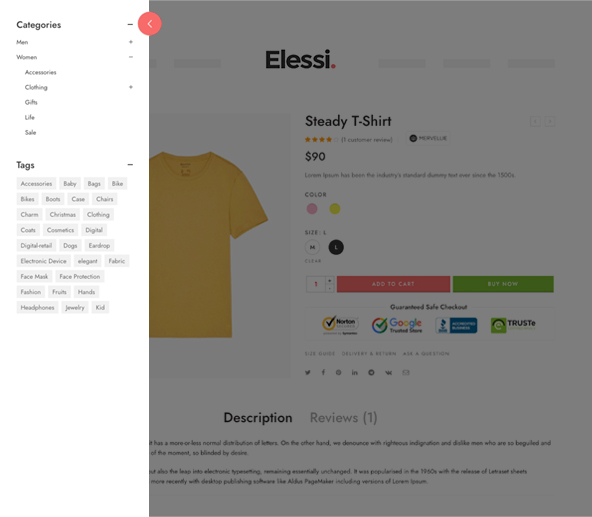 Categories
Men
Women
Accessories
Clothing
Gifts
Life
Sale
Tags
Accessories Baby Bags Bike
Bikes Boots Case Chairs
Charm Christmas Clothing
Coats Cosmetics Digital
Digital-retail Dogs Eardrop
Electronic Device elegant Fabric
Face Mask Face Protection
Fashion Fruits Hands
Headphones Jewelry Kid
Elessi.
Steady T-Shirt
(1 customer review) MERVELLIE
$90
Lorem Ipsum has been the industry's standard dummy text ever since the 1500s.
COLOR
SIZE: L
M L
CLEAR
1 ADD TO CART BUY NOW
Guaranteed Safe Checkout
Norton Google Trusted Store ACCREDITED BUSINESS TRUSTe
SIZE GUIDE DELIVERY & RETURN ASK A QUESTION
Description Reviews (1)
it has a more-or-less normal distribution of letters. On the other hand, we denounce with righteous indignation and dislike men who are so beguiled and
of the moment, so blinded by desire.
but also the leap into electronic typesetting, remaining essentially unchanged. It was popularised in the 1960s with the release of Letraset sheets
more recently with desktop publishing software like Aldus PageMaker including versions of Lorem Ipsum.